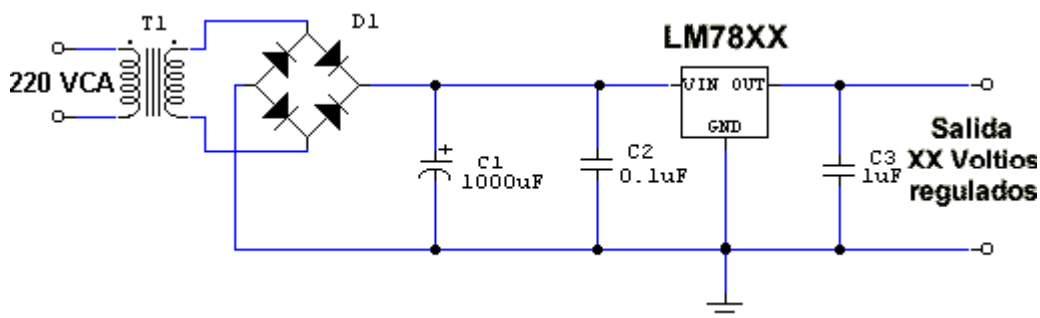 T1
D1
LM78XX
220 VCA
VIN OUT
GND
C1
1000uF
C2
0.1uF
C3
1uF
Salida
XX Voltios
regulados
+